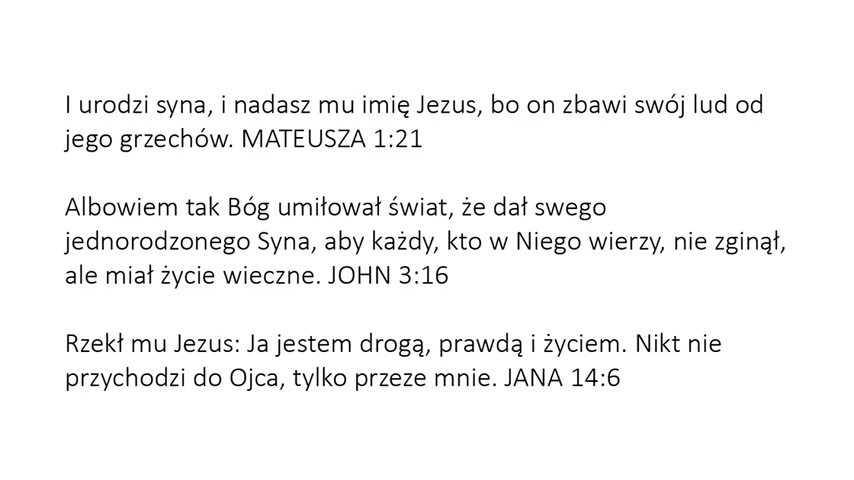 I urodzi syna, i nadasz mu imię Jezus, bo on zbawi swój lud od
jego grzechów. MATEUSZA 1:21
Albowiem tak Bóg umiłował świat, że dał swego
jednorodzonego Syna, aby każdy, kto w Niego wierzy, nie zginął,
ale miał życie wieczne. JOHN 3:16
Rzekł mu Jezus: Ja jestem drogą, prawdą i życiem. Nikt nie
przychodzi do Ojca, tylko przeze mnie. JANA 14:6